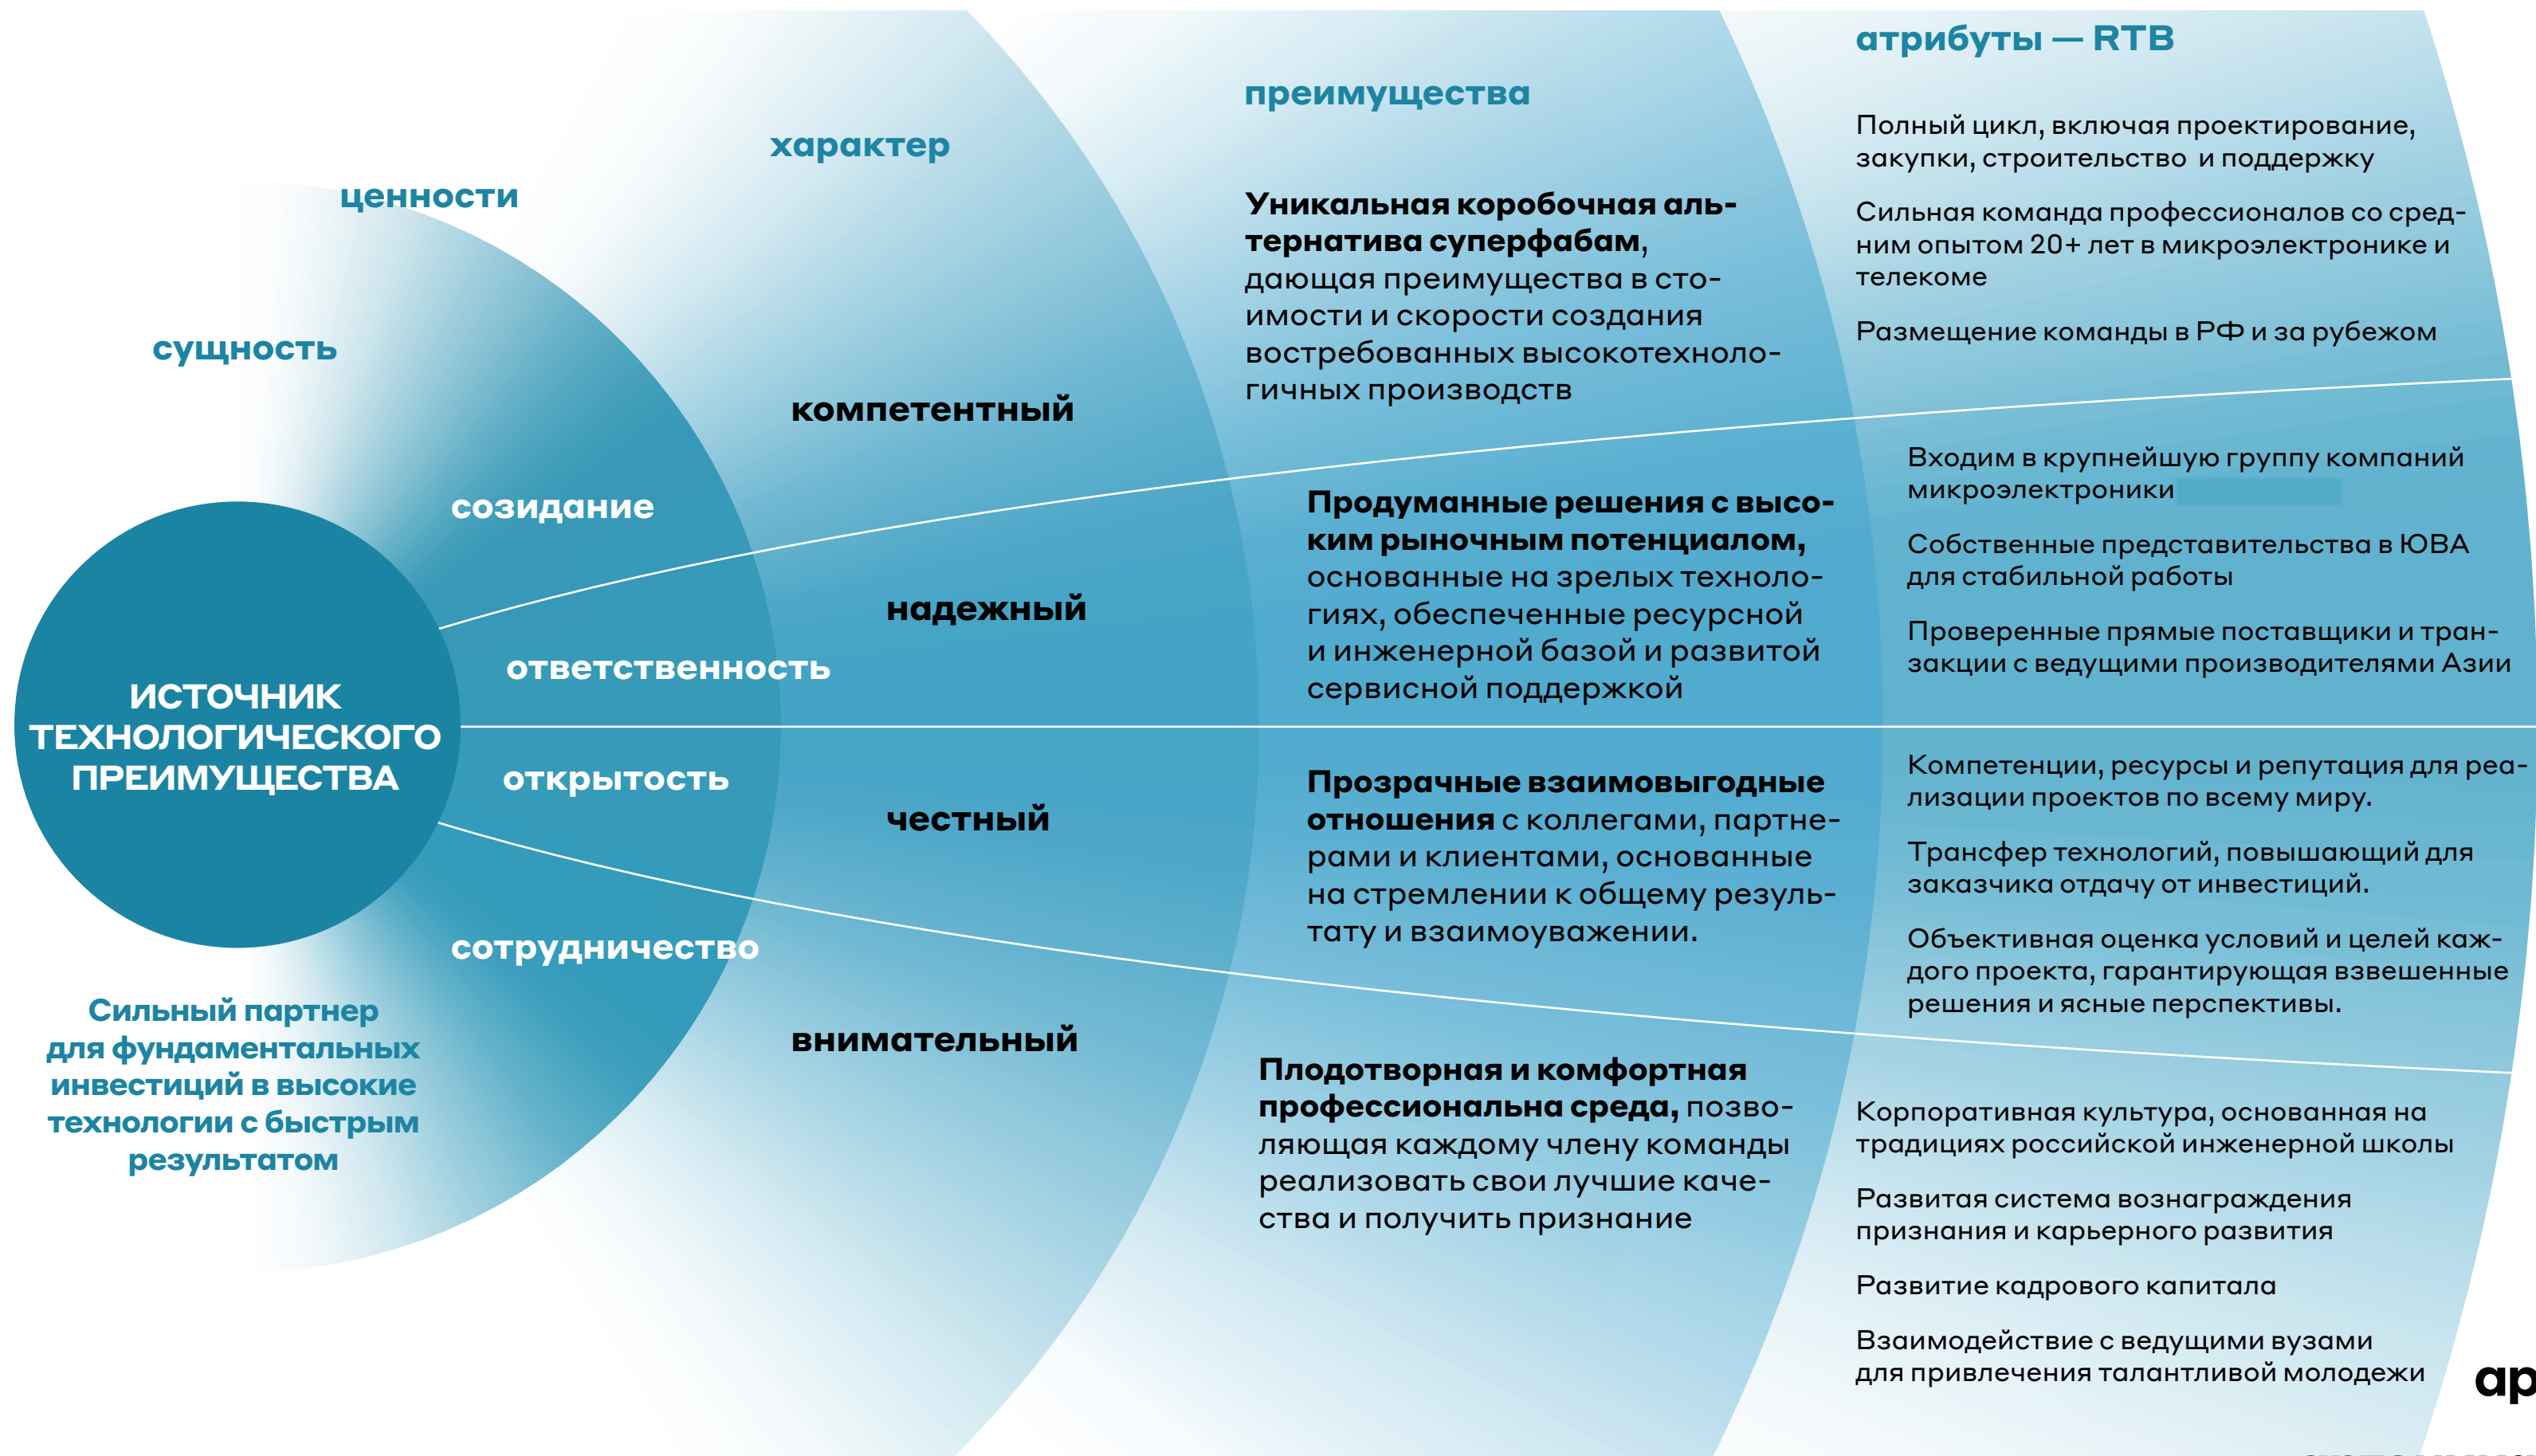 сущность
ИСТОЧНИК
ТЕХНОЛОГИЧЕСКОГО
ПРЕИМУЩЕСТВА
Сильный партнер
для фундаментальных
инвестиций в высокие
технологии с быстрым
результатом
ценности
созидание
ответственность
открытость
сотрудничество
характер
компетентный
надежный
честный
внимательный
преимущества
Уникальная коробочная аль-
тернатива суперфабам,
дающая преимущества в сто-
имости и скорости создания
востребованных высокотехноло-
гичных производств
Продуманные решения с высо-
ким рыночным потенциалом,
основанные на зрелых техноло-
гиях, обеспеченные ресурсной
и инженерной базой и развитой
сервисной поддержкой
Прозрачные взаимовыгодные
отношения с коллегами, партне-
рами и клиентами, основанные
на стремлении к общему резуль-
тату и взаимоуважении.
Плодотворная и комфортная
профессиональна среда, позво-
ляющая каждому члену команды
реализовать свои лучшие каче-
ства и получить признание
атрибуты — RTB
Полный цикл, включая проектирование,
закупки, строительство и поддержку
Сильная команда профессионалов со сред-
ним опытом 20+ лет в микроэлектронике и
телекоме
Размещение команды в РФ и за рубежом
Входим в крупнейшую группу компаний
микроэлектроники
Собственные представительства в ЮВА
для стабильной работы
Проверенные прямые поставщики и тран-
закции с ведущими производителями Азии
Компетенции, ресурсы и репутация для реа-
лизации проектов по всему миру.
Трансфер технологий, повышающий для
заказчика отдачу от инвестиций.
Объективная оценка условий и целей каж-
дого проекта, гарантирующая взвешенные
решения и ясные перспективы.
Корпоративная культура, основанная на
традициях российской инженерной школы
Развитая система вознаграждения
признания и карьерного развития
Развитие кадрового капитала
Взаимодействие с ведущими вузами
для привлечения талантливой молодежи
ар